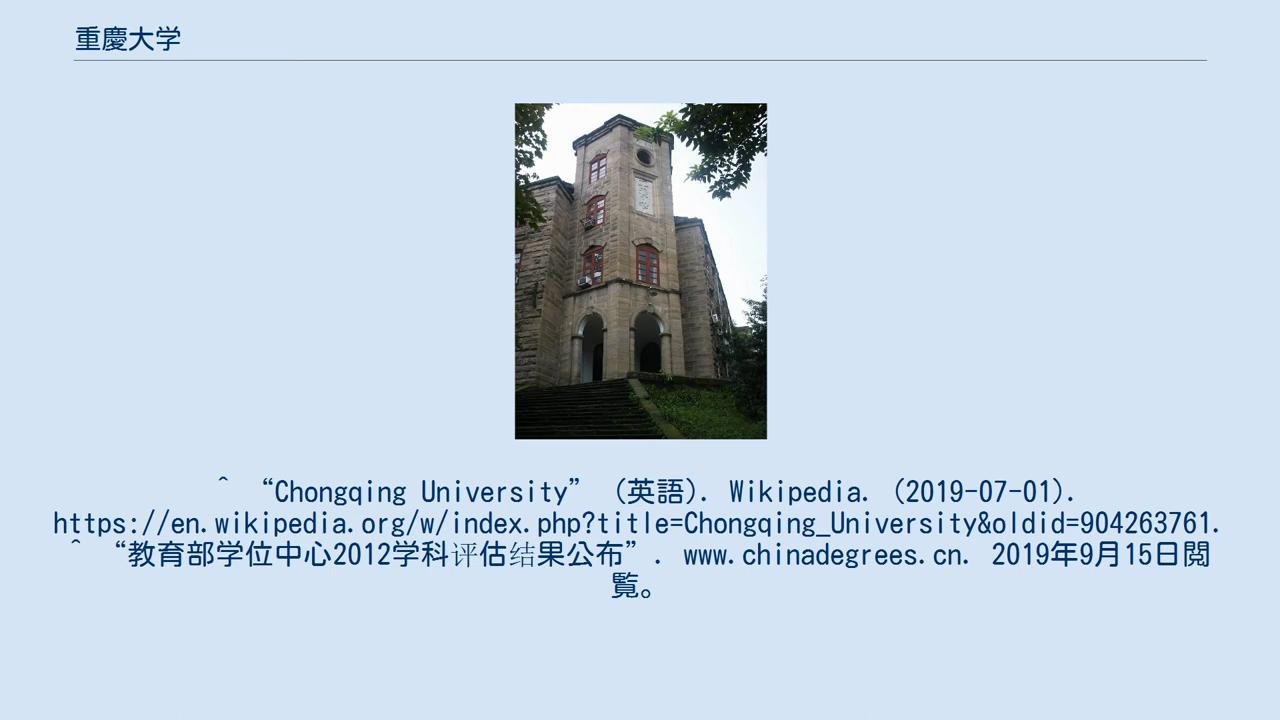 重慶大学
^ “Chongqing University” (英語). Wikipedia. (2019-07-01).
https://en.wikipedia.org/w/index.php?title=Chongqing_University&oldid=904263761.
^ “教育部学位中心2012学科评估结果公布”. www.chinadegrees.cn. 2019年9月15日閲
覧。